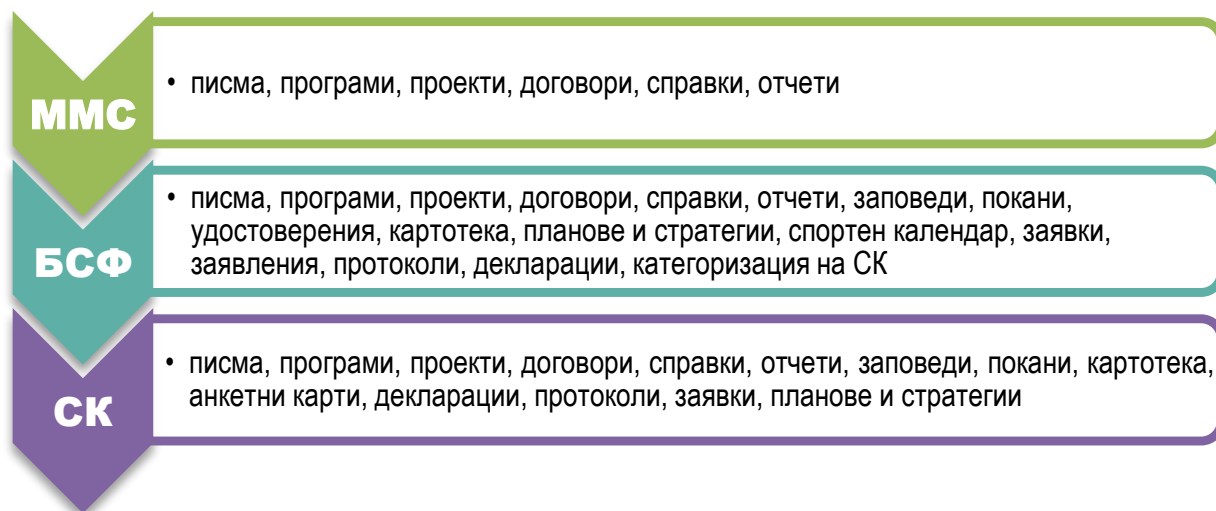 ММС
• писма, програми, проекти, договори, справки, отчети
БСФ
• писма, програми, проекти, договори, справки, отчети, заповеди, покани,
удостоверения, картотека, планове и стратегии, спортен календар, заявки,
заявления, протоколи, декларации, категоризация на СК
СК
• писма, програми, проекти, договори, справки, отчети, заповеди, покани, картотека,
анкетни карти, декларации, протоколи, заявки, планове и стратегии